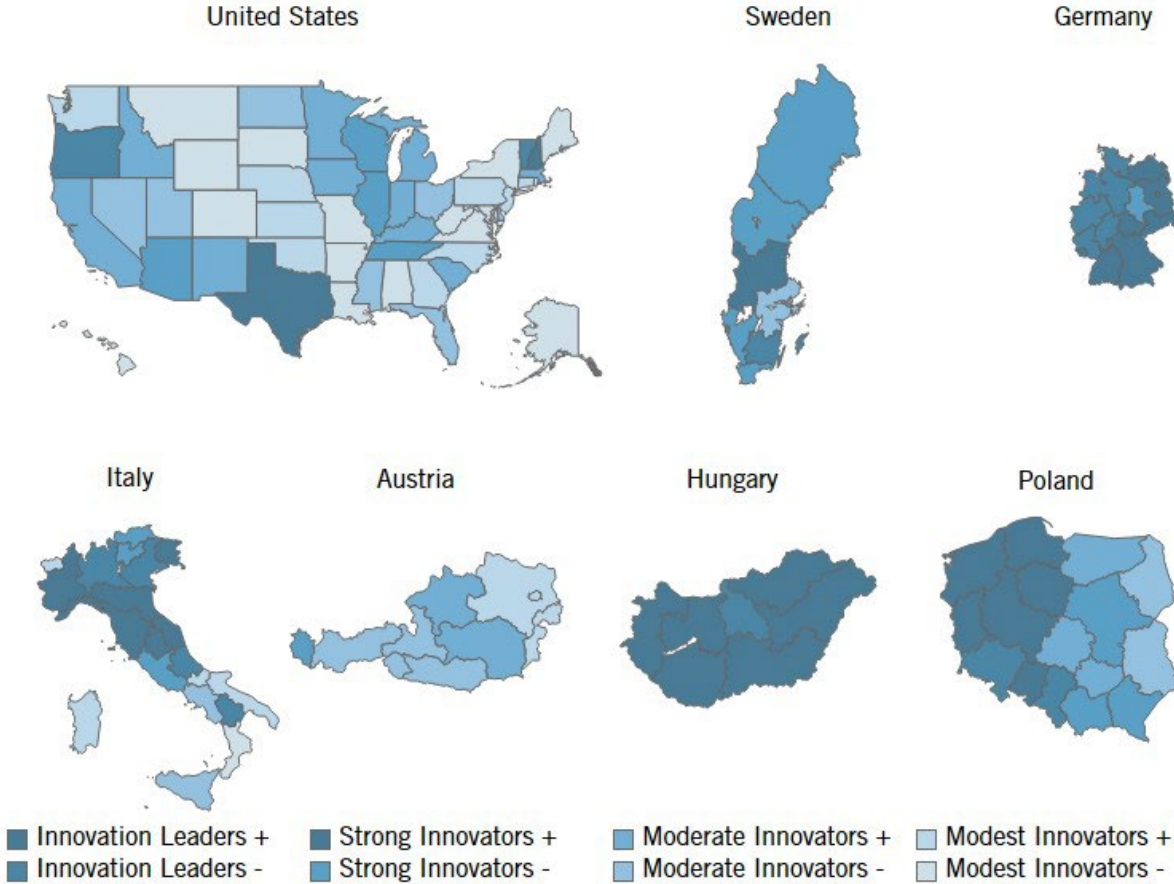 United States
Sweden
Germany
Italy
Austria
Hungary
Poland
Innovation Leaders +
Strong Innovators +
Moderate Innovators +
Modest Innovators +
Innovation Leaders -
Strong Innovators -
Moderate Innovators -
Modest Innovators -